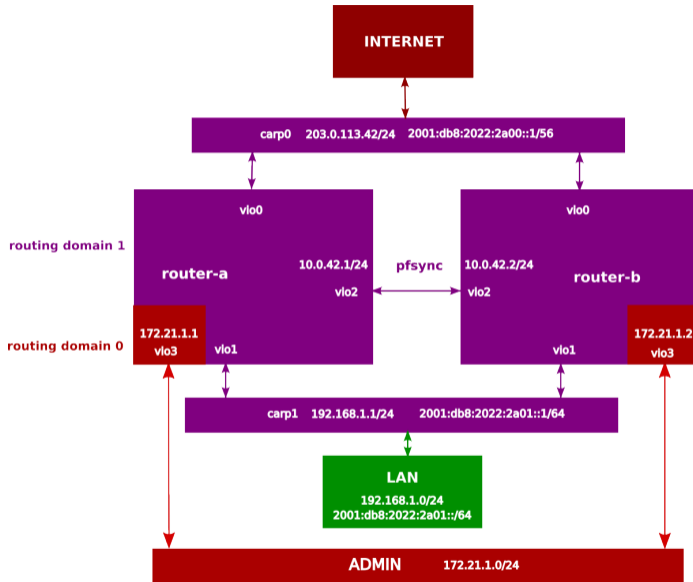 INTERNET
carp0 203.0.113.42/24 2001:db8:2022:2a00::1/56
vio0
vio0
routing domain 1
10.0.42.1/24
pfsync
10.0.42.2/24
router-a
router-b
vio2
vio2
172.21.1.1
172.21.1.2
routing domain 0
vio3
vio1
vio1
vio3
carp1 192.168.1.1/24 2001:db8:2022:2a01::1/64
LAN
192.168.1.0/24
2001:db8:2022:2a01::/64
ADMIN 172.21.1.0/24